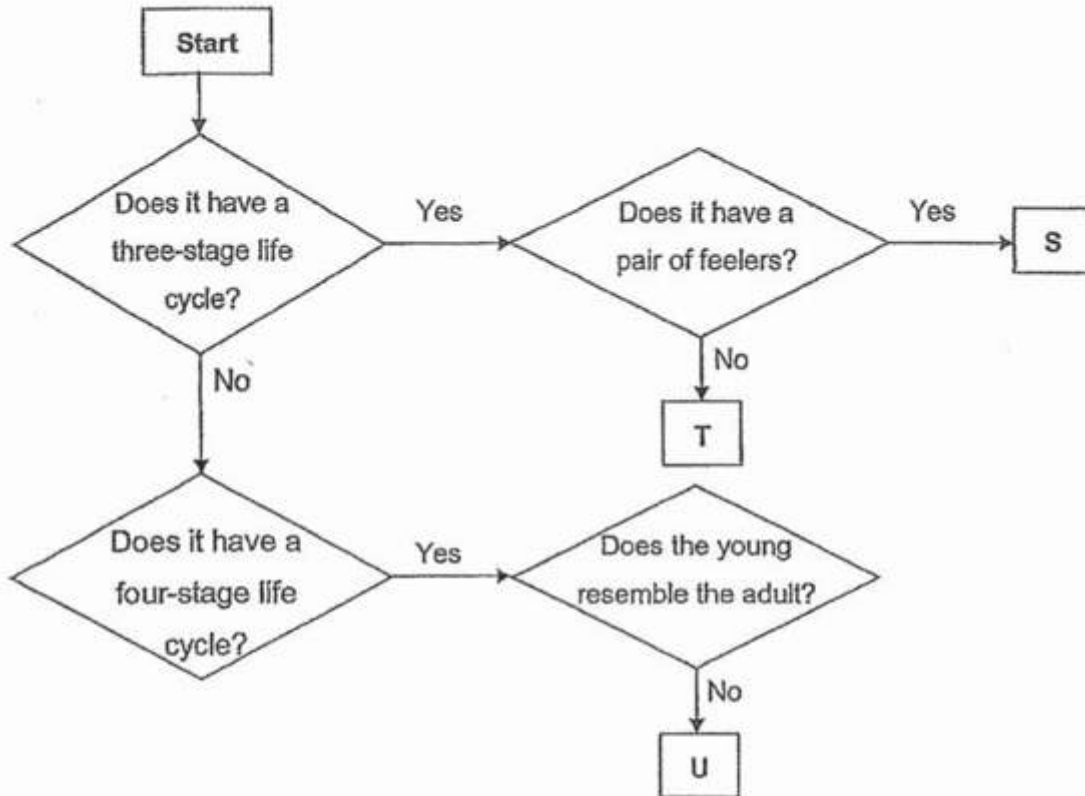 Start
Does it have a
three-stage life
cycle?
Yes
Does it have a
pair of feelers?
Yes
S
No
No
T
Does it have a
four-stage life
cycle?
Yes
Does the young
resemble the adult?
No
U